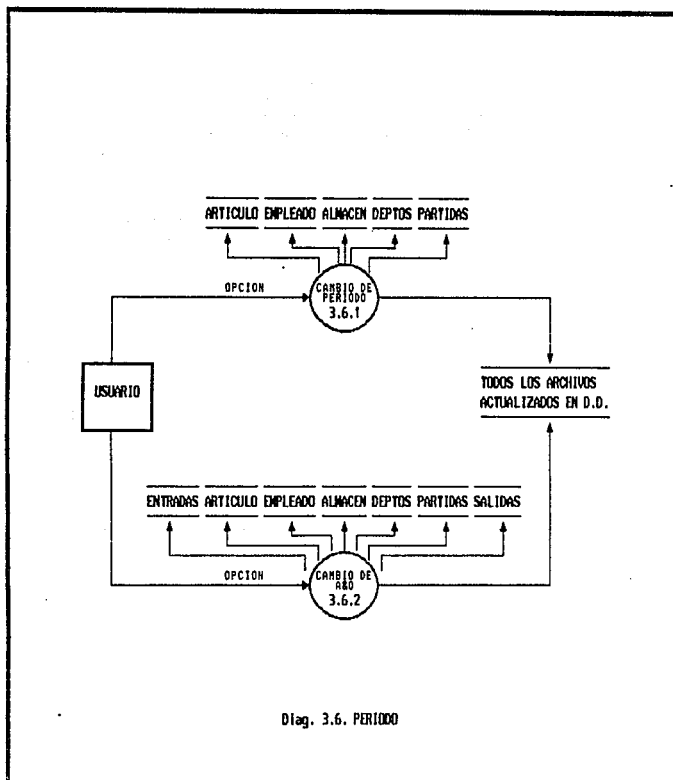 ARTICULO EMPLEADO ALMACEN DEPTOS PARTIDAS
OPCION
CAMBIO DE
PERIODO
3.6.1
USUARIO
TODOS LOS ARCHIVOS
ACTUALIZADOS EN D.D.
ENTRADAS ARTICULO EMPLEADO ALMACEN DEPTOS PARTIDAS SALIDAS
OPCION
CAMBIO DE
A&O
3.6.2
Diag. 3.6. PERIODO